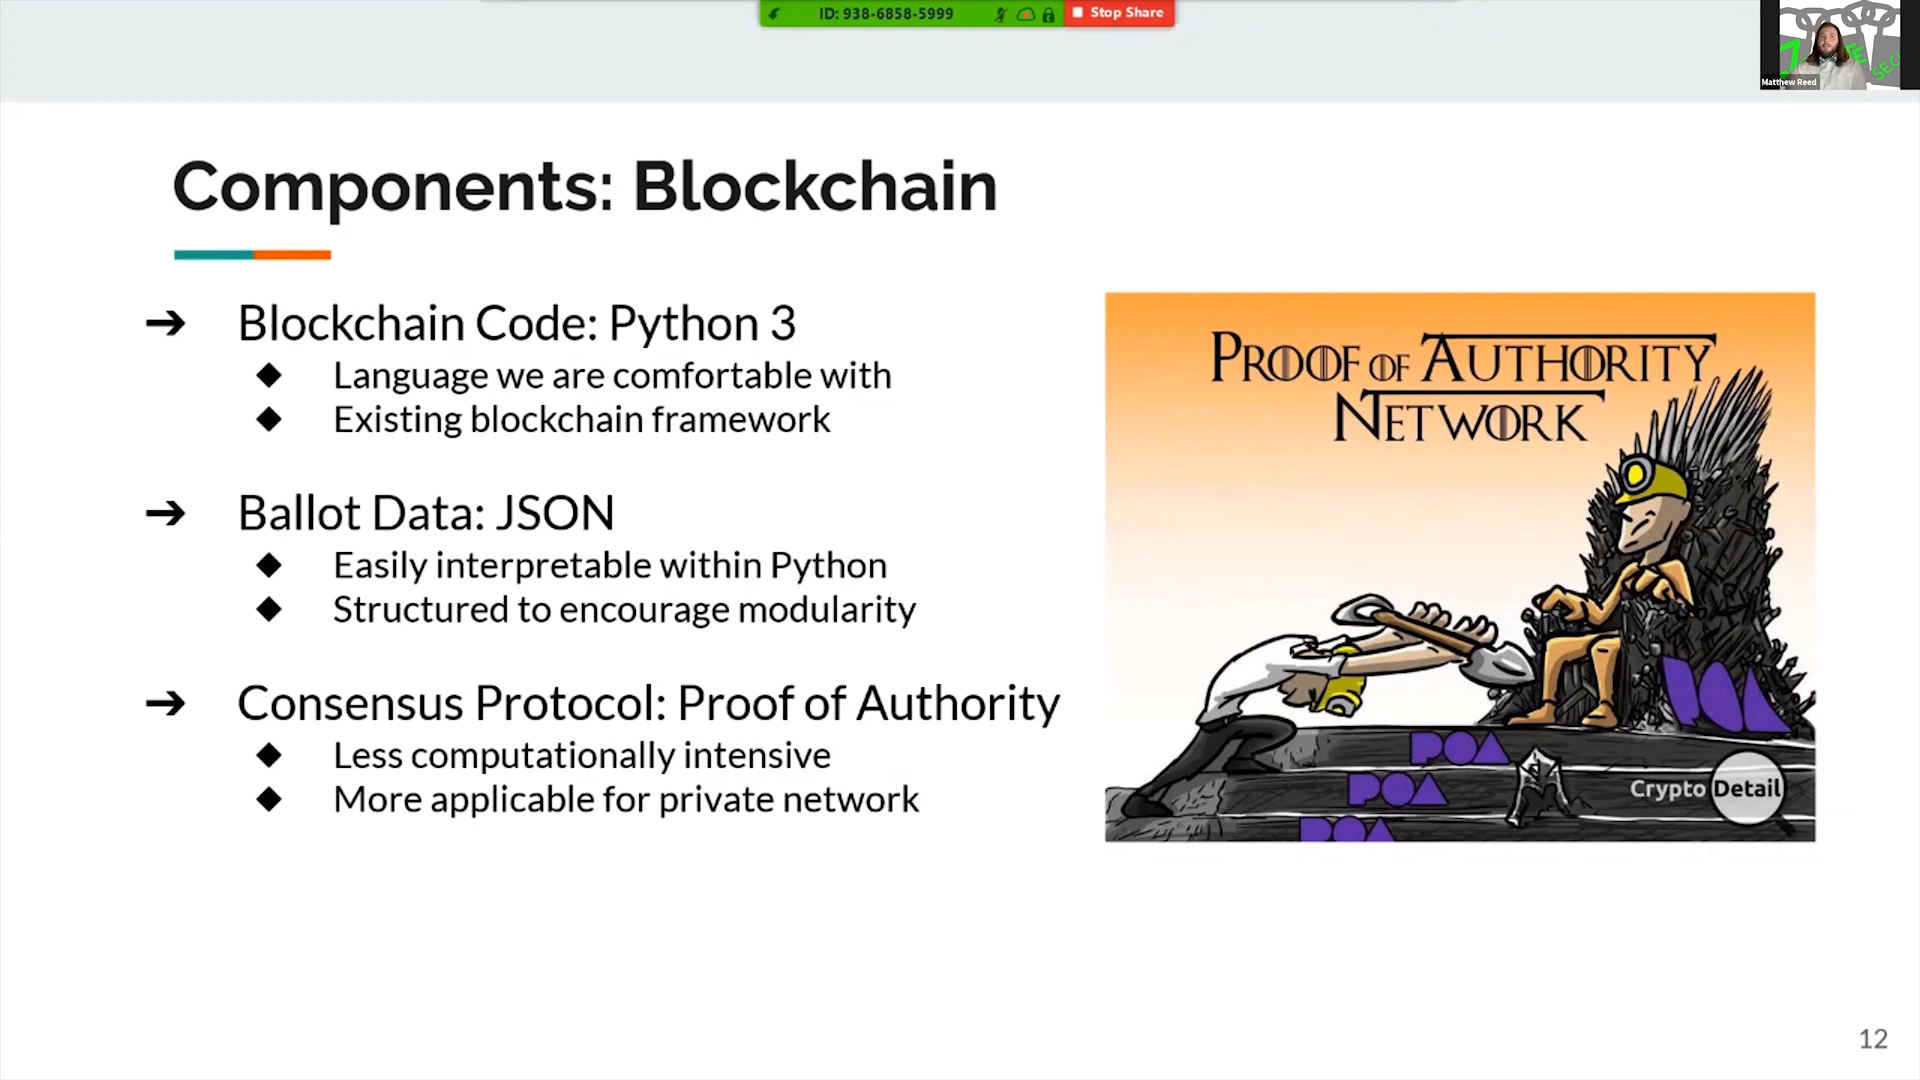 ID: 938-6858-5999
Stop Share
Matthew Reed
Components: Blockchain
➔ Blockchain Code: Python 3
◆ Language we are comfortable with
◆ Existing blockchain framework
➔ Ballot Data: JSON
◆ Easily interpretable within Python
◆ Structured to encourage modularity
➔ Consensus Protocol: Proof of Authority
◆ Less computationally intensive
◆ More applicable for private network
PROOF OF AUTHORITY
NETWORK
POA
POA
POA
POA
Crypto Detail
12